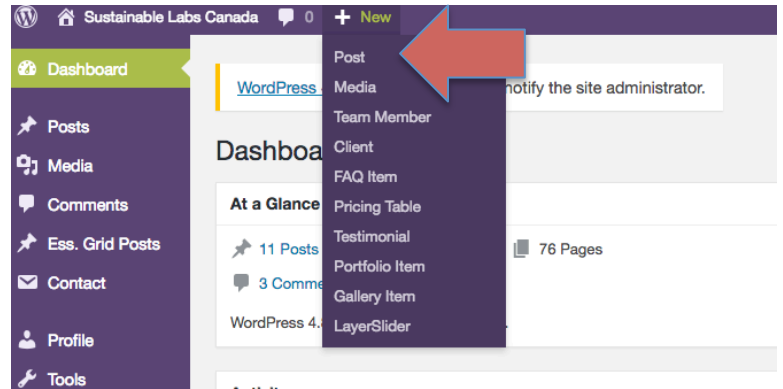 Sustainable Labs Canada 0 + New
Dashboard
Posts
Media
Comments
Ess. Grid Posts
Contact
Profile
Tools
Post
Media
Team Member
Client
FAQ Item
Pricing Table
Testimonial
Portfolio Item
Gallery Item
LayerSlider
WordPress notify the site administrator.
Dashboa
At a Glance
11 Posts 76 Pages
3 Comme
WordPress 4.